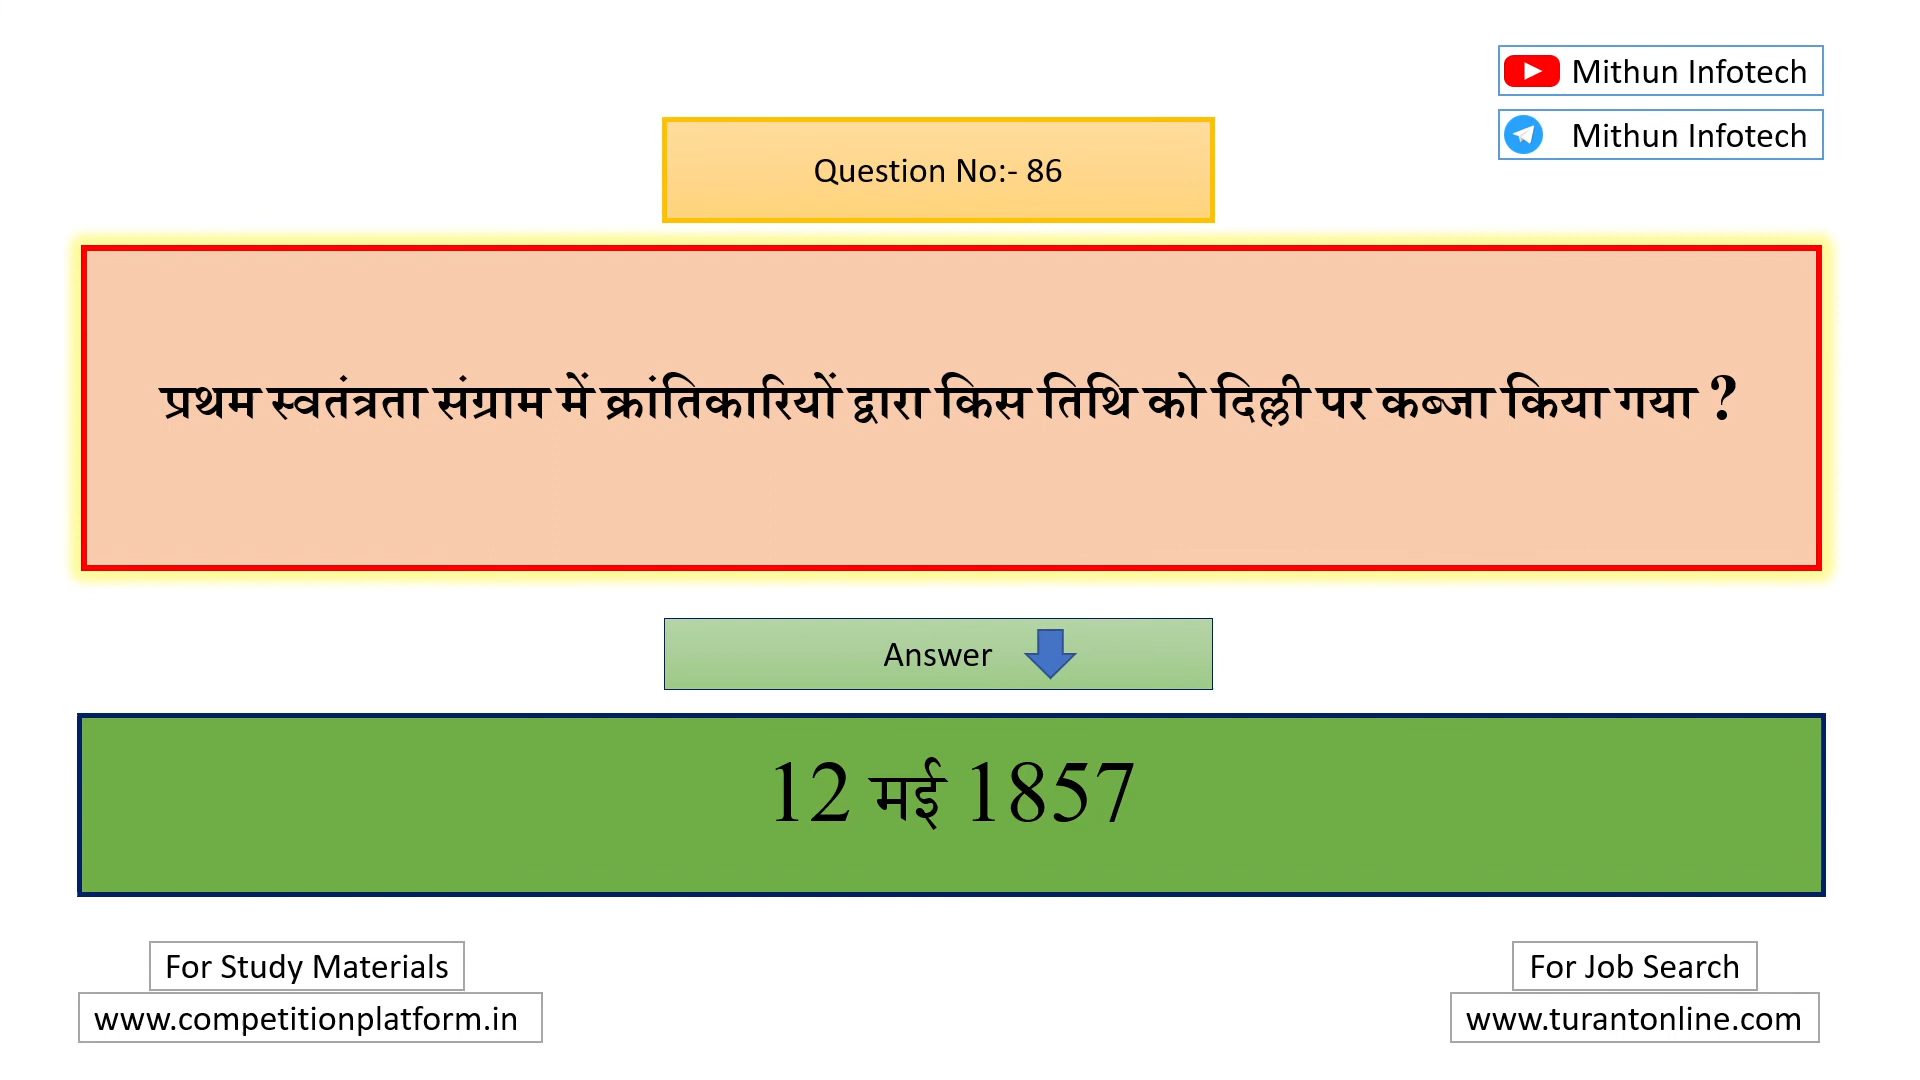 Mithun Infotech
Mithun Infotech
Question No:- 86
प्रथम स्वतंत्रता संग्राम में क्रांतिकारियों द्वारा किस तिथि को दिल्ली पर कब्जा किया गया ?
Answer
12 मई 1857
For Study Materials
www.competitionplatform.in
For Job Search
www.turantonline.com